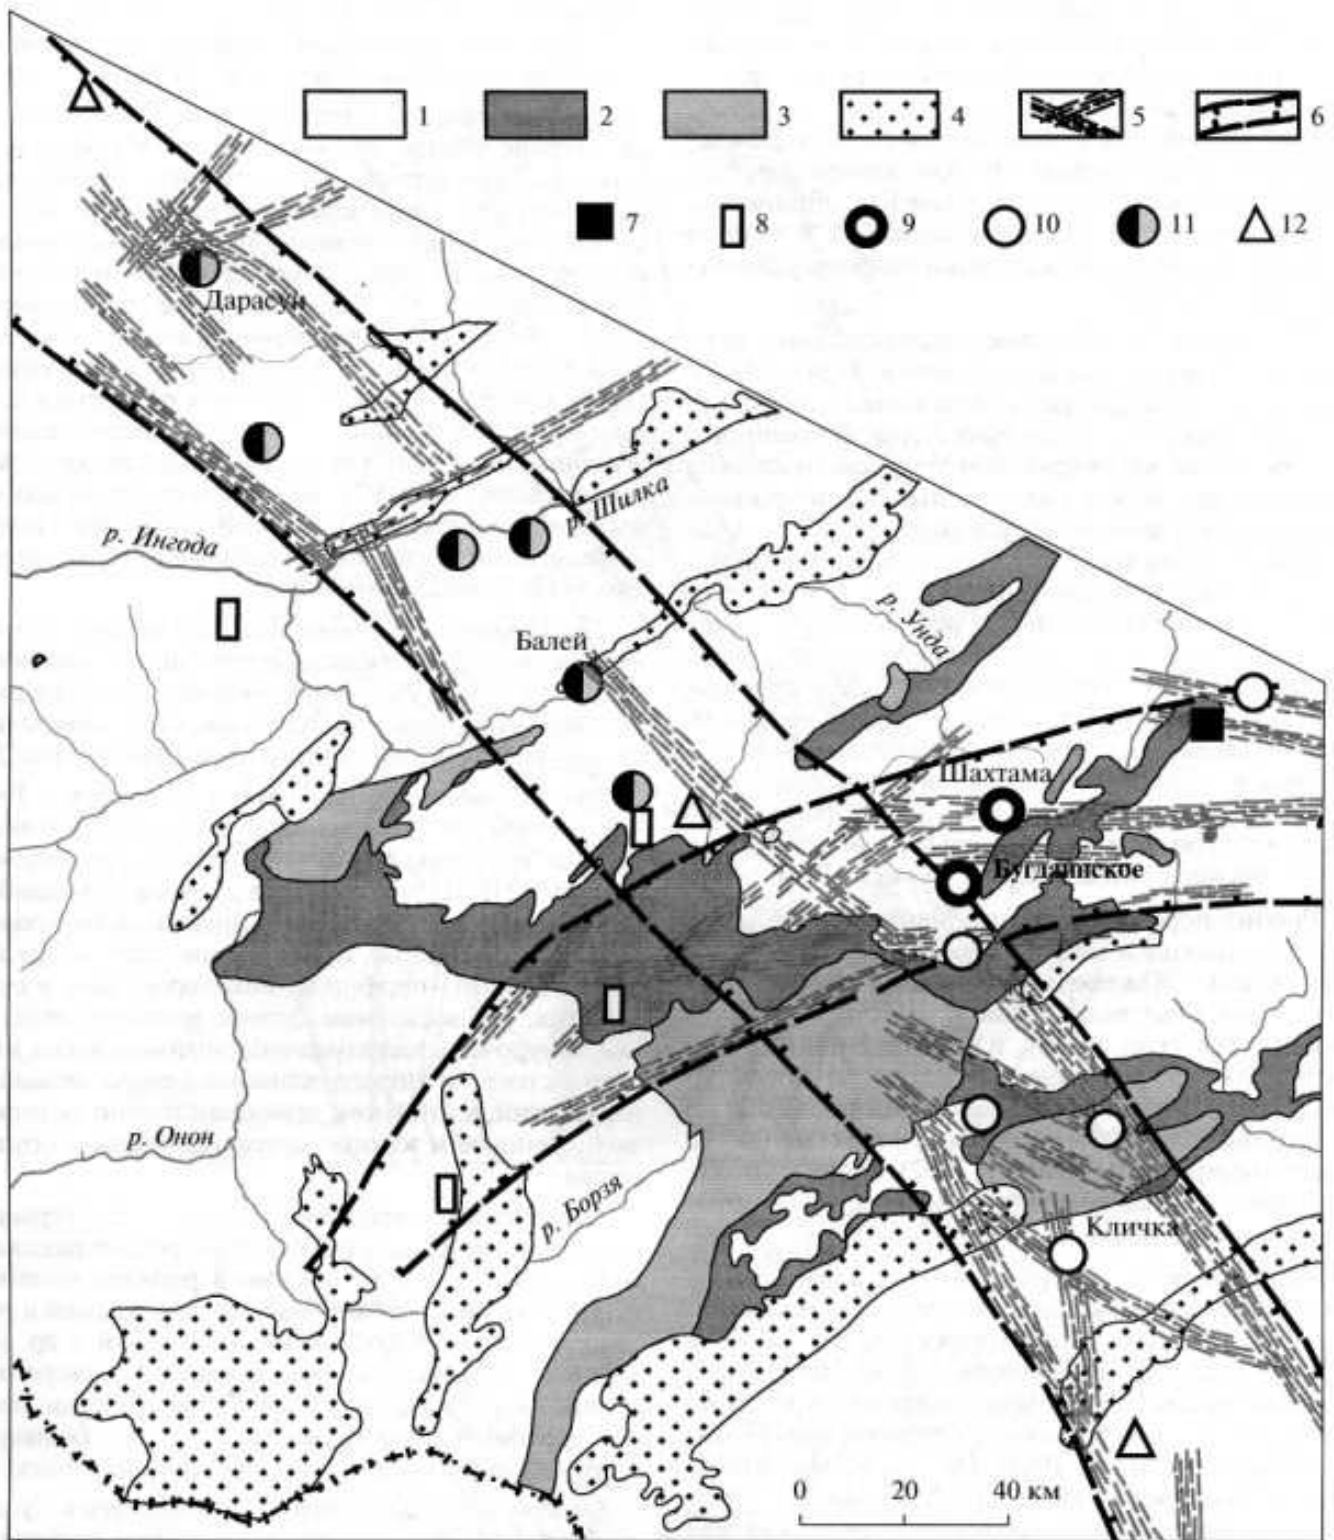 1 2 3 4 5 6
7 8 9 10 11 12
Дарасун
р. Шилка
р. Ингода
р. Унда
Балей
Шахтама
Бугдаинское
р. Онон
р. Борзя
Кличка
0 20 40 км